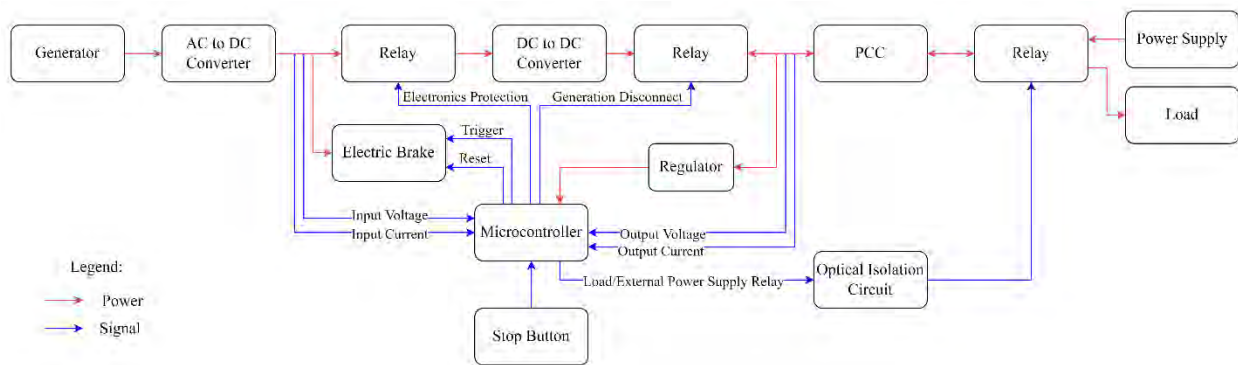 Generator
AC to DC
Converter
Relay
DC to DC
Converter
Relay
PCC
Relay
Power Supply
Load
Electronics Protection
Generation Disconnect
Electric Brake
Trigger
Reset
Regulator
Input Voltage
Input Current
Microcontroller
Output Voltage
Output Current
Load/External Power Supply Relay
Optical Isolation
Circuit
Stop Button
Legend:
Power
Signal